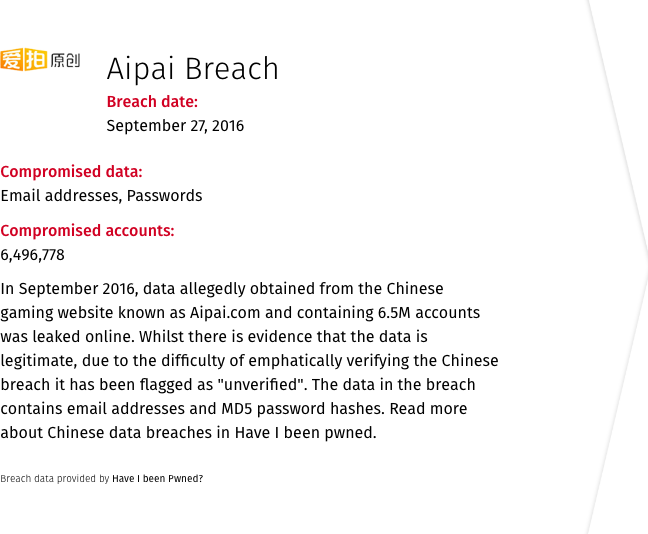 爱拍原创
Aipai Breach
Breach date:
September 27, 2016
Compromised data:
Email addresses, Passwords
Compromised accounts:
6,496,778
In September 2016, data allegedly obtained from the Chinese
gaming website known as Aipai.com and containing 6.5M accounts
was leaked online. Whilst there is evidence that the data is
legitimate, due to the difficulty of emphatically verifying the Chinese
breach it has been flagged as "unverified". The data in the breach
contains email addresses and MD5 password hashes. Read more
about Chinese data breaches in Have I been pwned.
Breach data provided by Have I been Pwned?